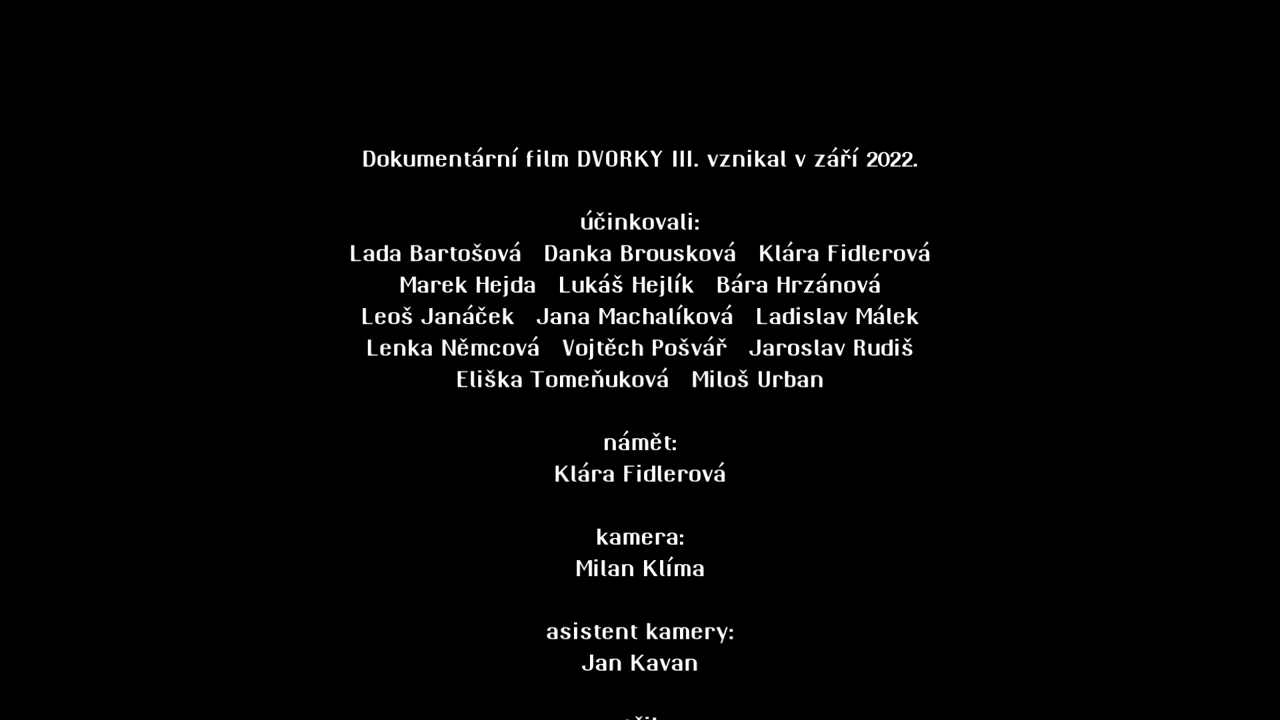 Dokumentární film DVORKY III. vznikal v září 2022.
účinkovali:
Lada Bartošová Danka Brousková Klára Fidlerová
Marek Hejda Lukáš Hejlík Bára Hrzánová
Leoš Janáček Jana Machalíková Ladislav Málek
Lenka Němcová Vojtěch Pošvář Jaroslav Rudiš
Eliška Tomeňuková Miloš Urban
námět:
Klára Fidlerová
kamera:
Milan Klíma
asistent kamery:
Jan Kavan